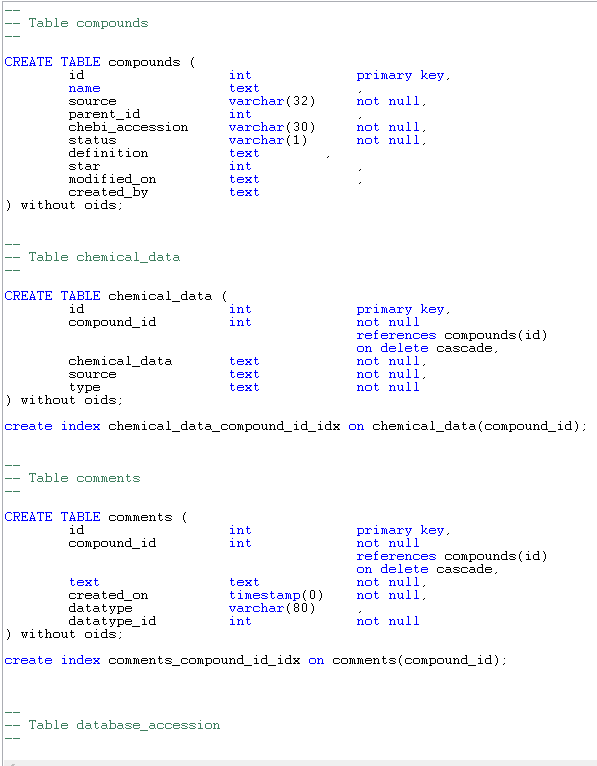 --
-- Table compounds
--
CREATE TABLE compounds (
id int primary key,
name text ,
source varchar(32) not null,
parent_id int ,
chebi_accession varchar(30) not null,
status varchar(1) not null,
definition text ,
star int ,
modified_on text ,
created_by text
) without oids;
--
-- Table chemical_data
--
CREATE TABLE chemical_data (
id int primary key,
compound_id int not null
references compounds(id)
on delete cascade,
chemical_data text not null,
source text not null,
type text not null
) without oids;
create index chemical_data_compound_id_idx on chemical_data(compound_id);
--
-- Table comments
--
CREATE TABLE comments (
id int primary key,
compound_id int not null
references compounds(id)
on delete cascade,
text text not null,
created_on timestamp(0) not null,
datatype varchar(80) ,
datatype_id int not null
) without oids;
create index comments_compound_id_idx on comments(compound_id);
--
-- Table database_accession
--